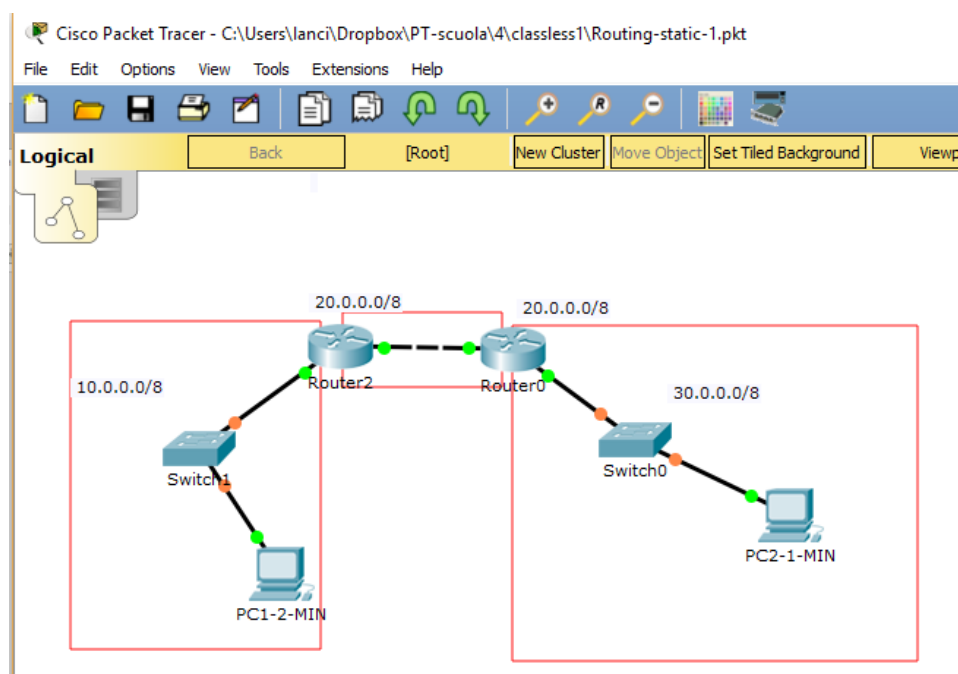 Cisco Packet Tracer - C:\Users\lanci\Dropbox\PT-scuola\4\classless1\Routing-static-1.pkt
File Edit Options View Tools Extensions Help
Logical Back [Root] New Cluster Move Object Set Tiled Background
20.0.0.0/8 20.0.0.0/8
Router2 Router0
10.0.0.0/8 30.0.0.0/8
Switch1 Switch0
PC2-1-MIN
PC1-2-MIN